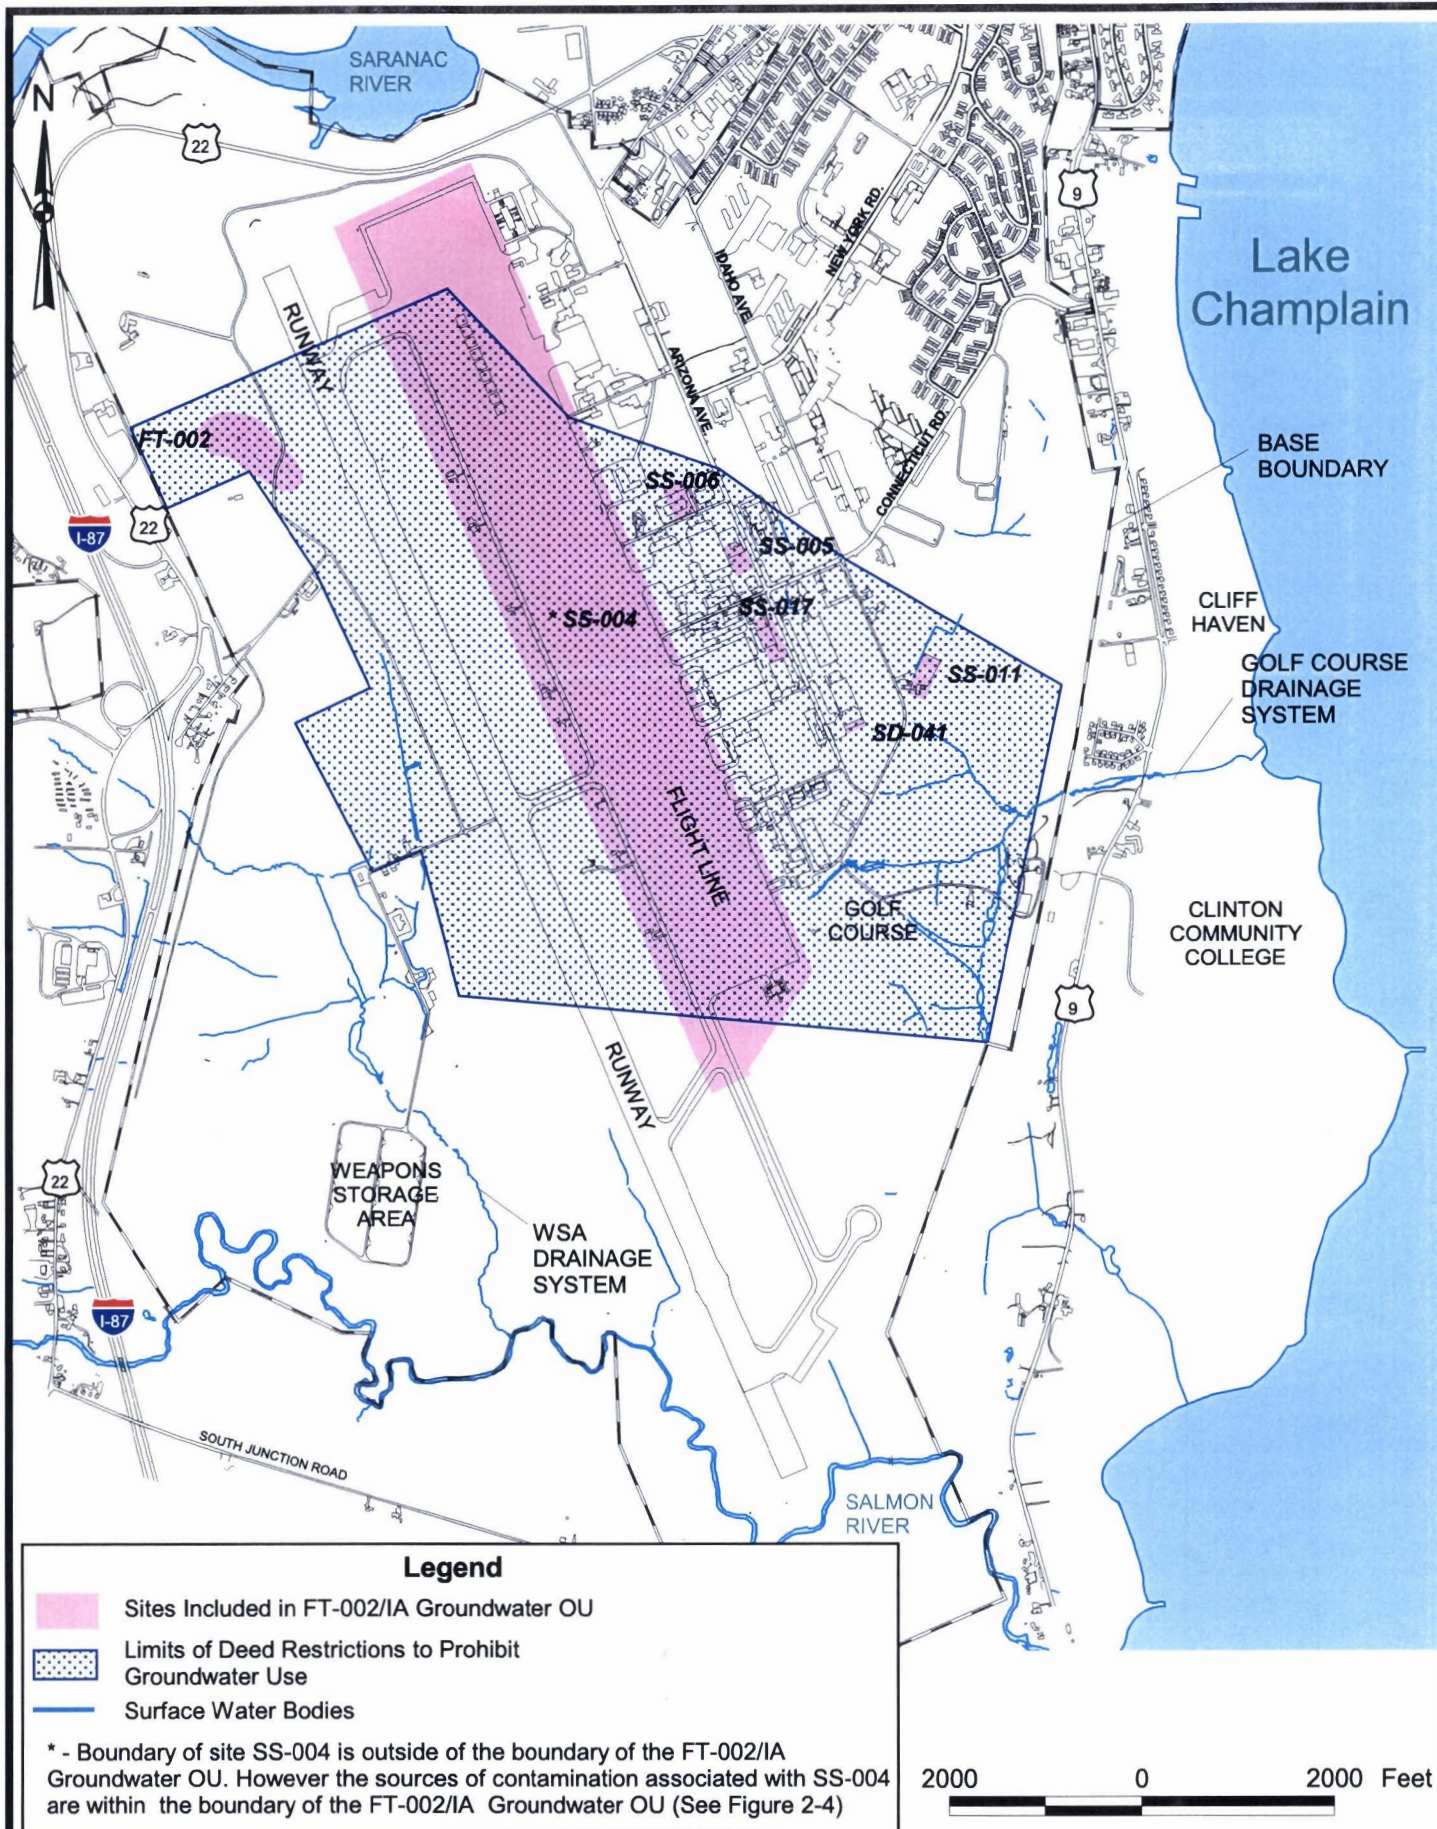 SARANAC
RIVER
N
22
9
Lake
Champlain
RUNWAY
IDAHO AVE.
NEW YORK RD.
ARIZONA AVE.
CONNECTICUT RD.
FT-002
BASE
BOUNDARY
SS-006
I-87
22
SS-005
CLIFF
HAVEN
SS-017
* SS-004
GOLF COURSE
DRAINAGE
SYSTEM
SS-011
SD-041
FLIGHT LINE
GOLF
COURSE
CLINTON
COMMUNITY
COLLEGE
9
RUNWAY
22
WEAPONS
STORAGE
AREA
WSA
DRAINAGE
SYSTEM
I-87
SOUTH JUNCTION ROAD
SALMON
RIVER
Legend
Sites Included in FT-002/IA Groundwater OU
Limits of Deed Restrictions to Prohibit
Groundwater Use
Surface Water Bodies
* - Boundary of site SS-004 is outside of the boundary of the FT-002/IA
Groundwater OU. However the sources of contamination associated with SS-004
are within the boundary of the FT-002/IA Groundwater OU (See Figure 2-4)
2000 0 2000 Feet